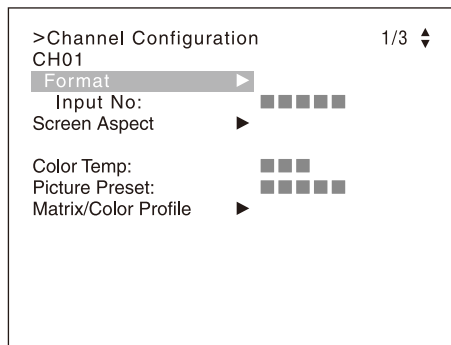 >Channel Configuration 1/3
CH01
Format ▶
Input No: ■■■■■
Screen Aspect ▶
Color Temp: ■■■
Picture Preset: ■■■■■
Matrix/Color Profile ▶